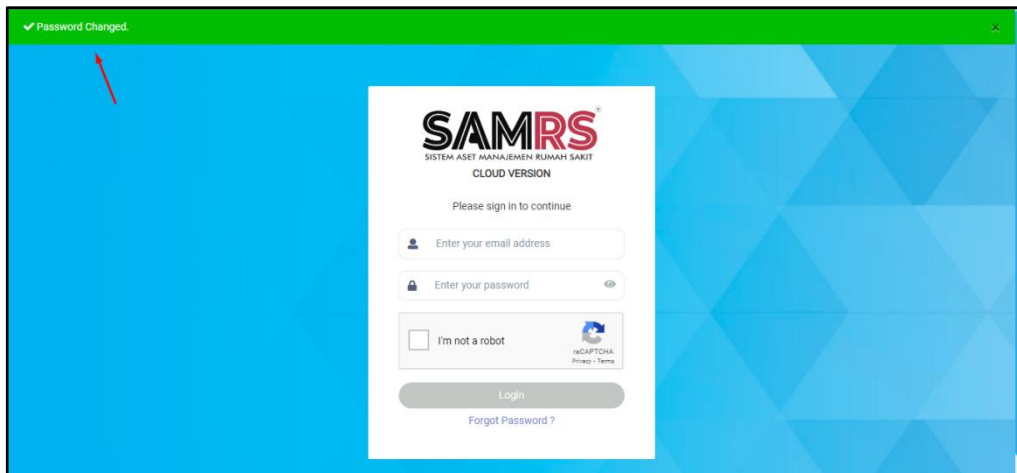 Password Changed.
×
SAMRS®
SISTEM ASET MANAJEMEN RUMAH SAKIT
CLOUD VERSION
Please sign in to continue
Enter your email address
Enter your password
I'm not a robot
reCAPTCHA
Privacy - Terms
Login
Forgot Password ?